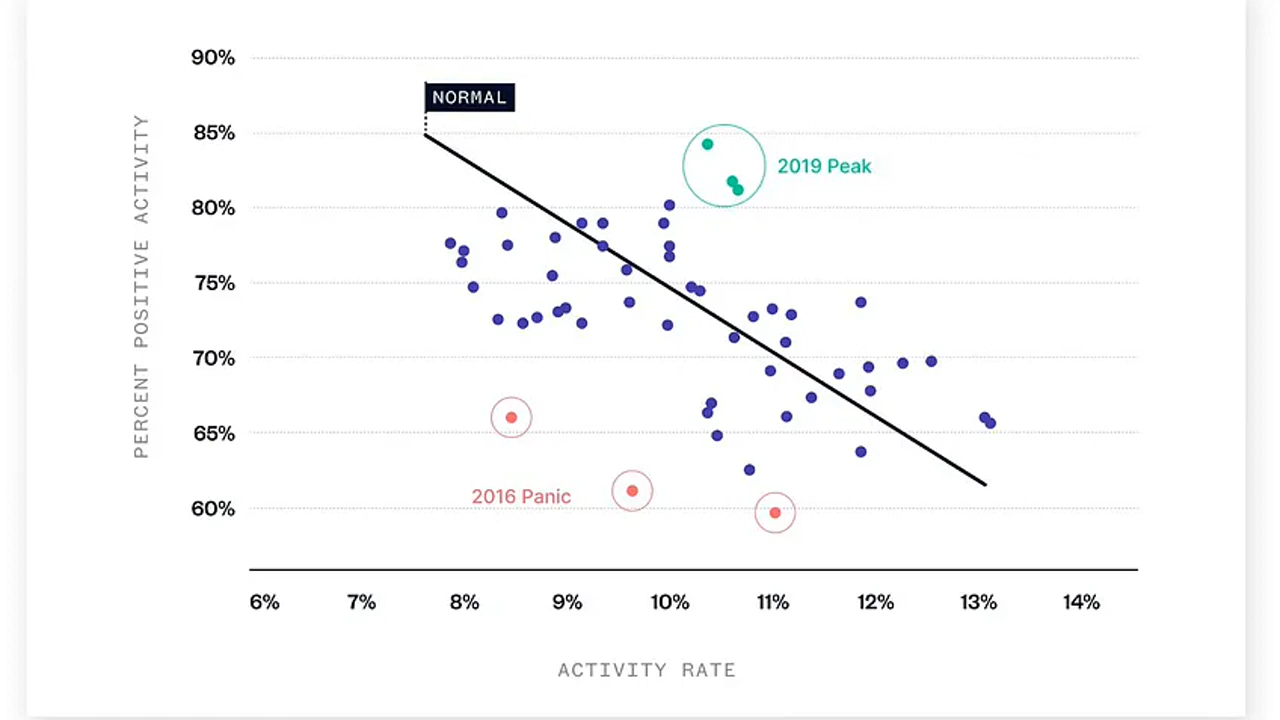 90%
NORMAL
85%
2019 Peak
80%
75%
70%
65%
2016 Panic
60%
PERCENT POSITIVE ACTIVITY
6% 7% 8% 9% 10% 11% 12% 13% 14%
ACTIVITY RATE